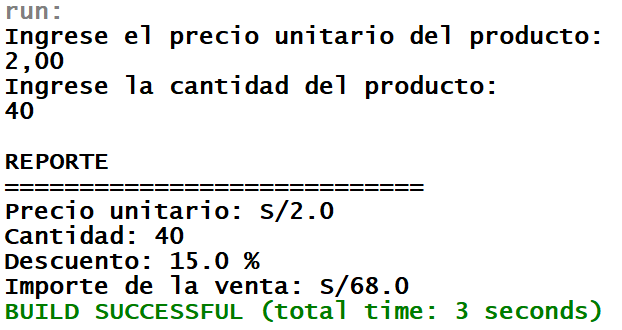 run:
Ingrese el precio unitario del producto:
2,00
Ingrese la cantidad del producto:
40
REPORTE
============================
Precio unitario: S/2.0
Cantidad: 40
Descuento: 15.0 %
Importe de la venta: S/68.0
BUILD SUCCESSFUL (total time: 3 seconds)